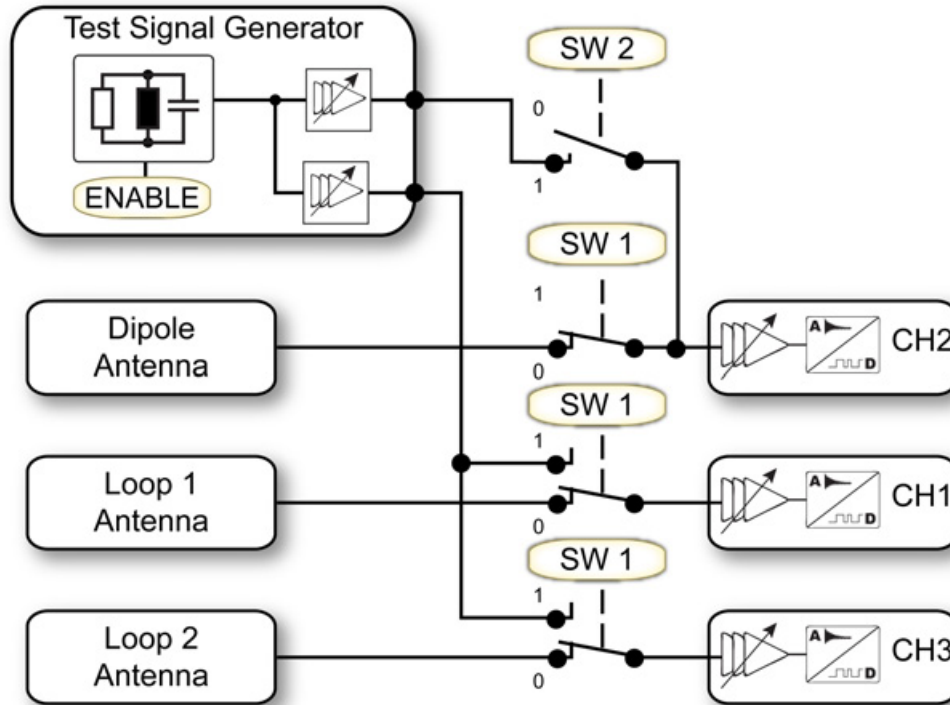 Test Signal Generator
ENABLE
SW 2
0
1
SW 1
1
0
Dipole
Antenna
A
D
CH2
SW 1
1
0
Loop 1
Antenna
A
D
CH1
SW 1
1
0
Loop 2
Antenna
A
D
CH3